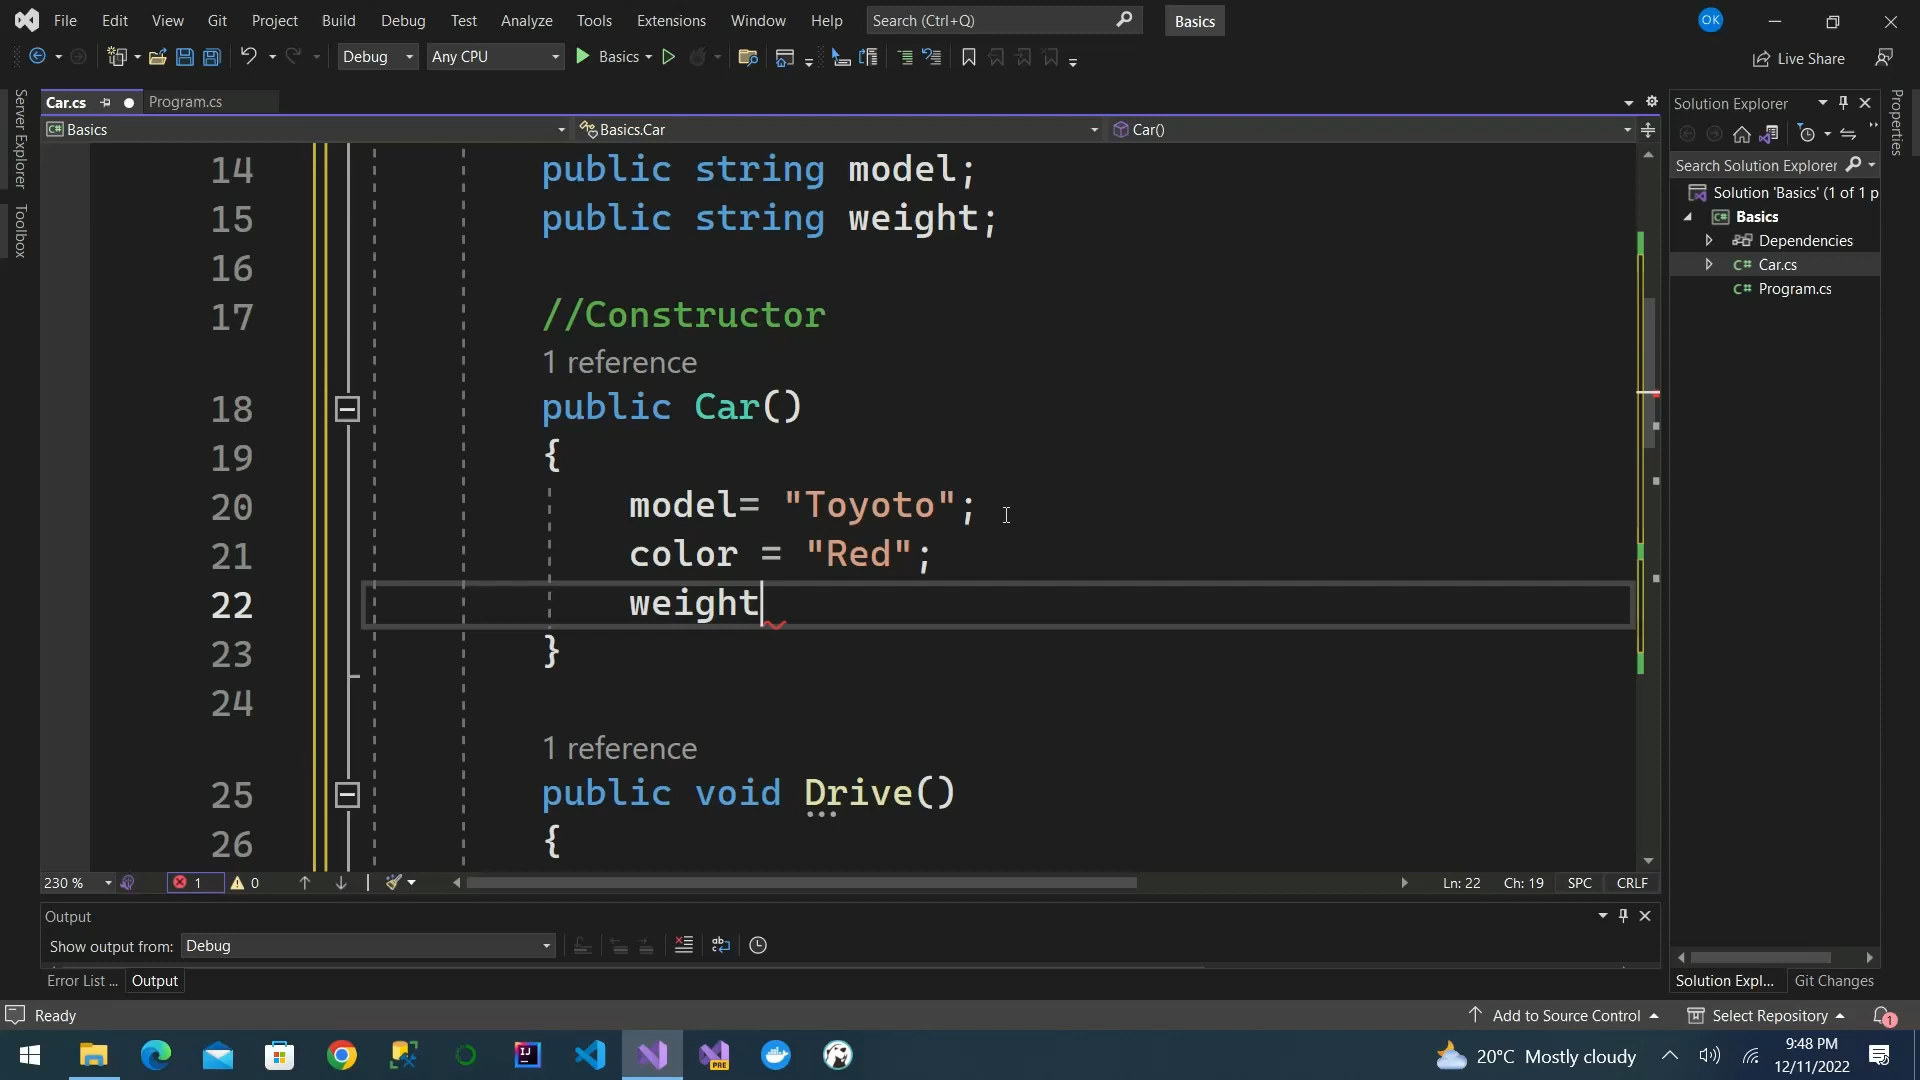 File Edit View Git Project Build Debug Test Analyze Tools Extensions Window Help Search (Ctrl+Q) Basics OK
Debug Any CPU Basics Live Share
Car.cs Program.cs
Basics Basics.Car Car()
Server Explorer
Toolbox
14 public string model;
15 public string weight;
16
17 //Constructor
1 reference
18 public Car()
19 {
20 model= "Toyoto";
21 color = "Red";
22 weight
23 }
24
1 reference
25 public void Drive()
26 {
230 % 1 0 Ln: 22 Ch: 19 SPC CRLF
Solution Explorer
Search Solution Explorer
Solution 'Basics' (1 of 1 p
Basics
Dependencies
C# Car.cs
C# Program.cs
Properties
Output
Show output from: Debug
Error List ... Output
Solution Expl... Git Changes
Ready Add to Source Control Select Repository 1
20°C Mostly cloudy 9:48 PM
12/11/2022